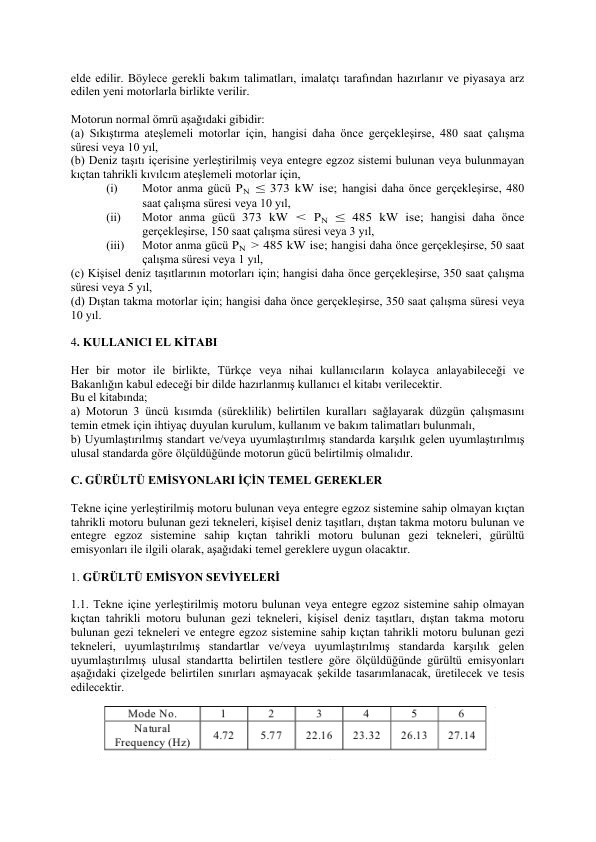 elde edilir. Böylece gerekli bakım talimatları, imalatçı tarafından hazırlanır ve piyasaya arz
edilen yeni motorlarla birlikte verilir.
Motorun normal ömrü aşağıdaki gibidir:
(a) Sıkıştırma ateşlemeli motorlar için, hangisi daha önce gerçekleşirse, 480 saat çalışma
süresi veya 10 yıl,
(b) Deniz taşıtı içerisine yerleştirilmiş veya entegre egzoz sistemi bulunan veya bulunmayan
kıçtan tahrikli kıvılcım ateşlemeli motorlar için,
(i) Motor anma gücü PN ≤ 373 kW ise; hangisi daha önce gerçekleşirse, 480
saat çalışma süresi veya 10 yıl,
(ii) Motor anma gücü 373 kW < PN ≤ 485 kW ise; hangisi daha önce
gerçekleşirse, 150 saat çalışma süresi veya 3 yıl,
(iii) Motor anma gücü PN > 485 kW ise; hangisi daha önce gerçekleşirse, 50 saat
çalışma süresi veya 1 yıl,
(c) Kişisel deniz taşıtlarının motorları için; hangisi daha önce gerçekleşirse, 350 saat çalışma
süresi veya 5 yıl,
(d) Dıştan takma motorlar için; hangisi daha önce gerçekleşirse, 350 saat çalışma süresi veya
10 yıl.
4. KULLANICI EL KİTABI
Her bir motor ile birlikte, Türkçe veya nihai kullanıcıların kolayca anlayabileceği ve
Bakanlığın kabul edeceği bir dilde hazırlanmış kullanıcı el kitabı verilecektir.
Bu el kitabında;
a) Motorun 3 üncü kısımda (süreklilik) belirtilen kuralları sağlayarak düzgün çalışmasını
temin etmek için ihtiyaç duyulan kurulum, kullanım ve bakım talimatları bulunmalı,
b) Uyumlaştırılmış standart ve/veya uyumlaştırılmış standarda karşılık gelen uyumlaştırılmış
ulusal standarda göre ölçüldüğünde motorun gücü belirtilmiş olmalıdır.
C. GÜRÜLTÜ EMİSYONLARI İÇİN TEMEL GEREKLER
Tekne içine yerleştirilmiş motoru bulunan veya entegre egzoz sistemine sahip olmayan kıçtan
tahrikli motoru bulunan gezi tekneleri, kişisel deniz taşıtları, dıştan takma motoru bulunan ve
entegre egzoz sistemine sahip kıçtan tahrikli motoru bulunan gezi tekneleri, gürültü
emisyonları ile ilgili olarak, aşağıdaki temel gereklere uygun olacaktır.
1. GÜRÜLTÜ EMİSYON SEVİYELERİ
1.1. Tekne içine yerleştirilmiş motoru bulunan veya entegre egzoz sistemine sahip olmayan
kıçtan tahrikli motoru bulunan gezi tekneleri, kişisel deniz taşıtları, dıştan takma motoru
bulunan gezi tekneleri ve entegre egzoz sistemine sahip kıçtan tahrikli motoru bulunan gezi
tekneleri, uyumlaştırılmış standartlar ve/veya uyumlaştırılmış standarda karşılık gelen
uyumlaştırılmış ulusal standartta belirtilen testlere göre ölçüldüğünde gürültü emisyonları
aşağıdaki çizelgede belirtilen sınırları aşmayacak şekilde tasarımlanacak, üretilecek ve tesis
edilecektir.
Mode No. 1 2 3 4 5 6
Natural
Frequency (Hz) 4.72 5.77 22.16 23.32 26.13 27.14